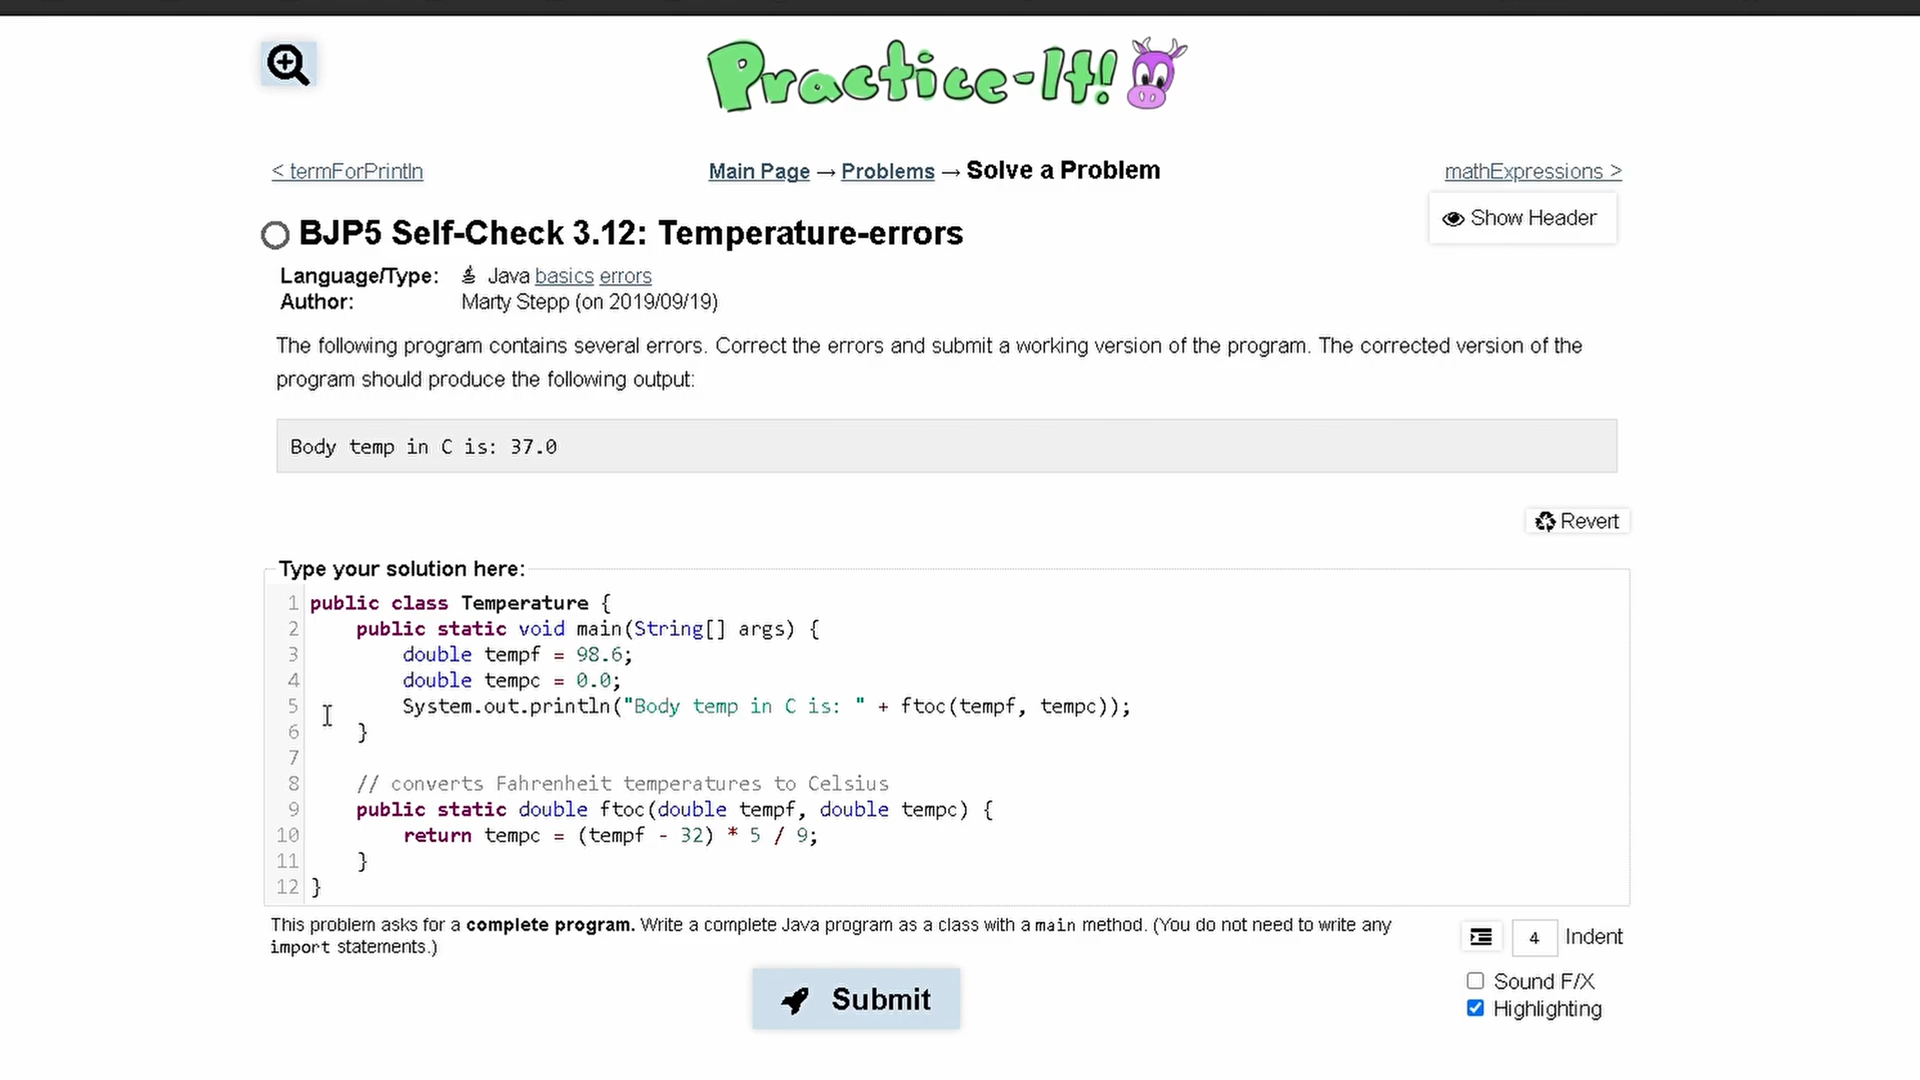 Practice-It!
< termForPrintln
Main Page → Problems → Solve a Problem
mathExpressions >
Show Header
BJP5 Self-Check 3.12: Temperature-errors
Language/Type: Java basics errors
Author: Marty Stepp (on 2019/09/19)
The following program contains several errors. Correct the errors and submit a working version of the program. The corrected version of the
program should produce the following output:
Body temp in C is: 37.0
Revert
Type your solution here:
1 public class Temperature {
2     public static void main(String[] args) {
3         double tempf = 98.6;
4         double tempc = 0.0;
5         System.out.println("Body temp in C is: " + ftoc(tempf, tempc));
6     }
7
8     // converts Fahrenheit temperatures to Celsius
9     public static double ftoc(double tempf, double tempc) {
10         return tempc = (tempf - 32) * 5 / 9;
11     }
12 }
This problem asks for a complete program. Write a complete Java program as a class with a main method. (You do not need to write any
import statements.)
4 Indent
Sound F/X
Highlighting
Submit